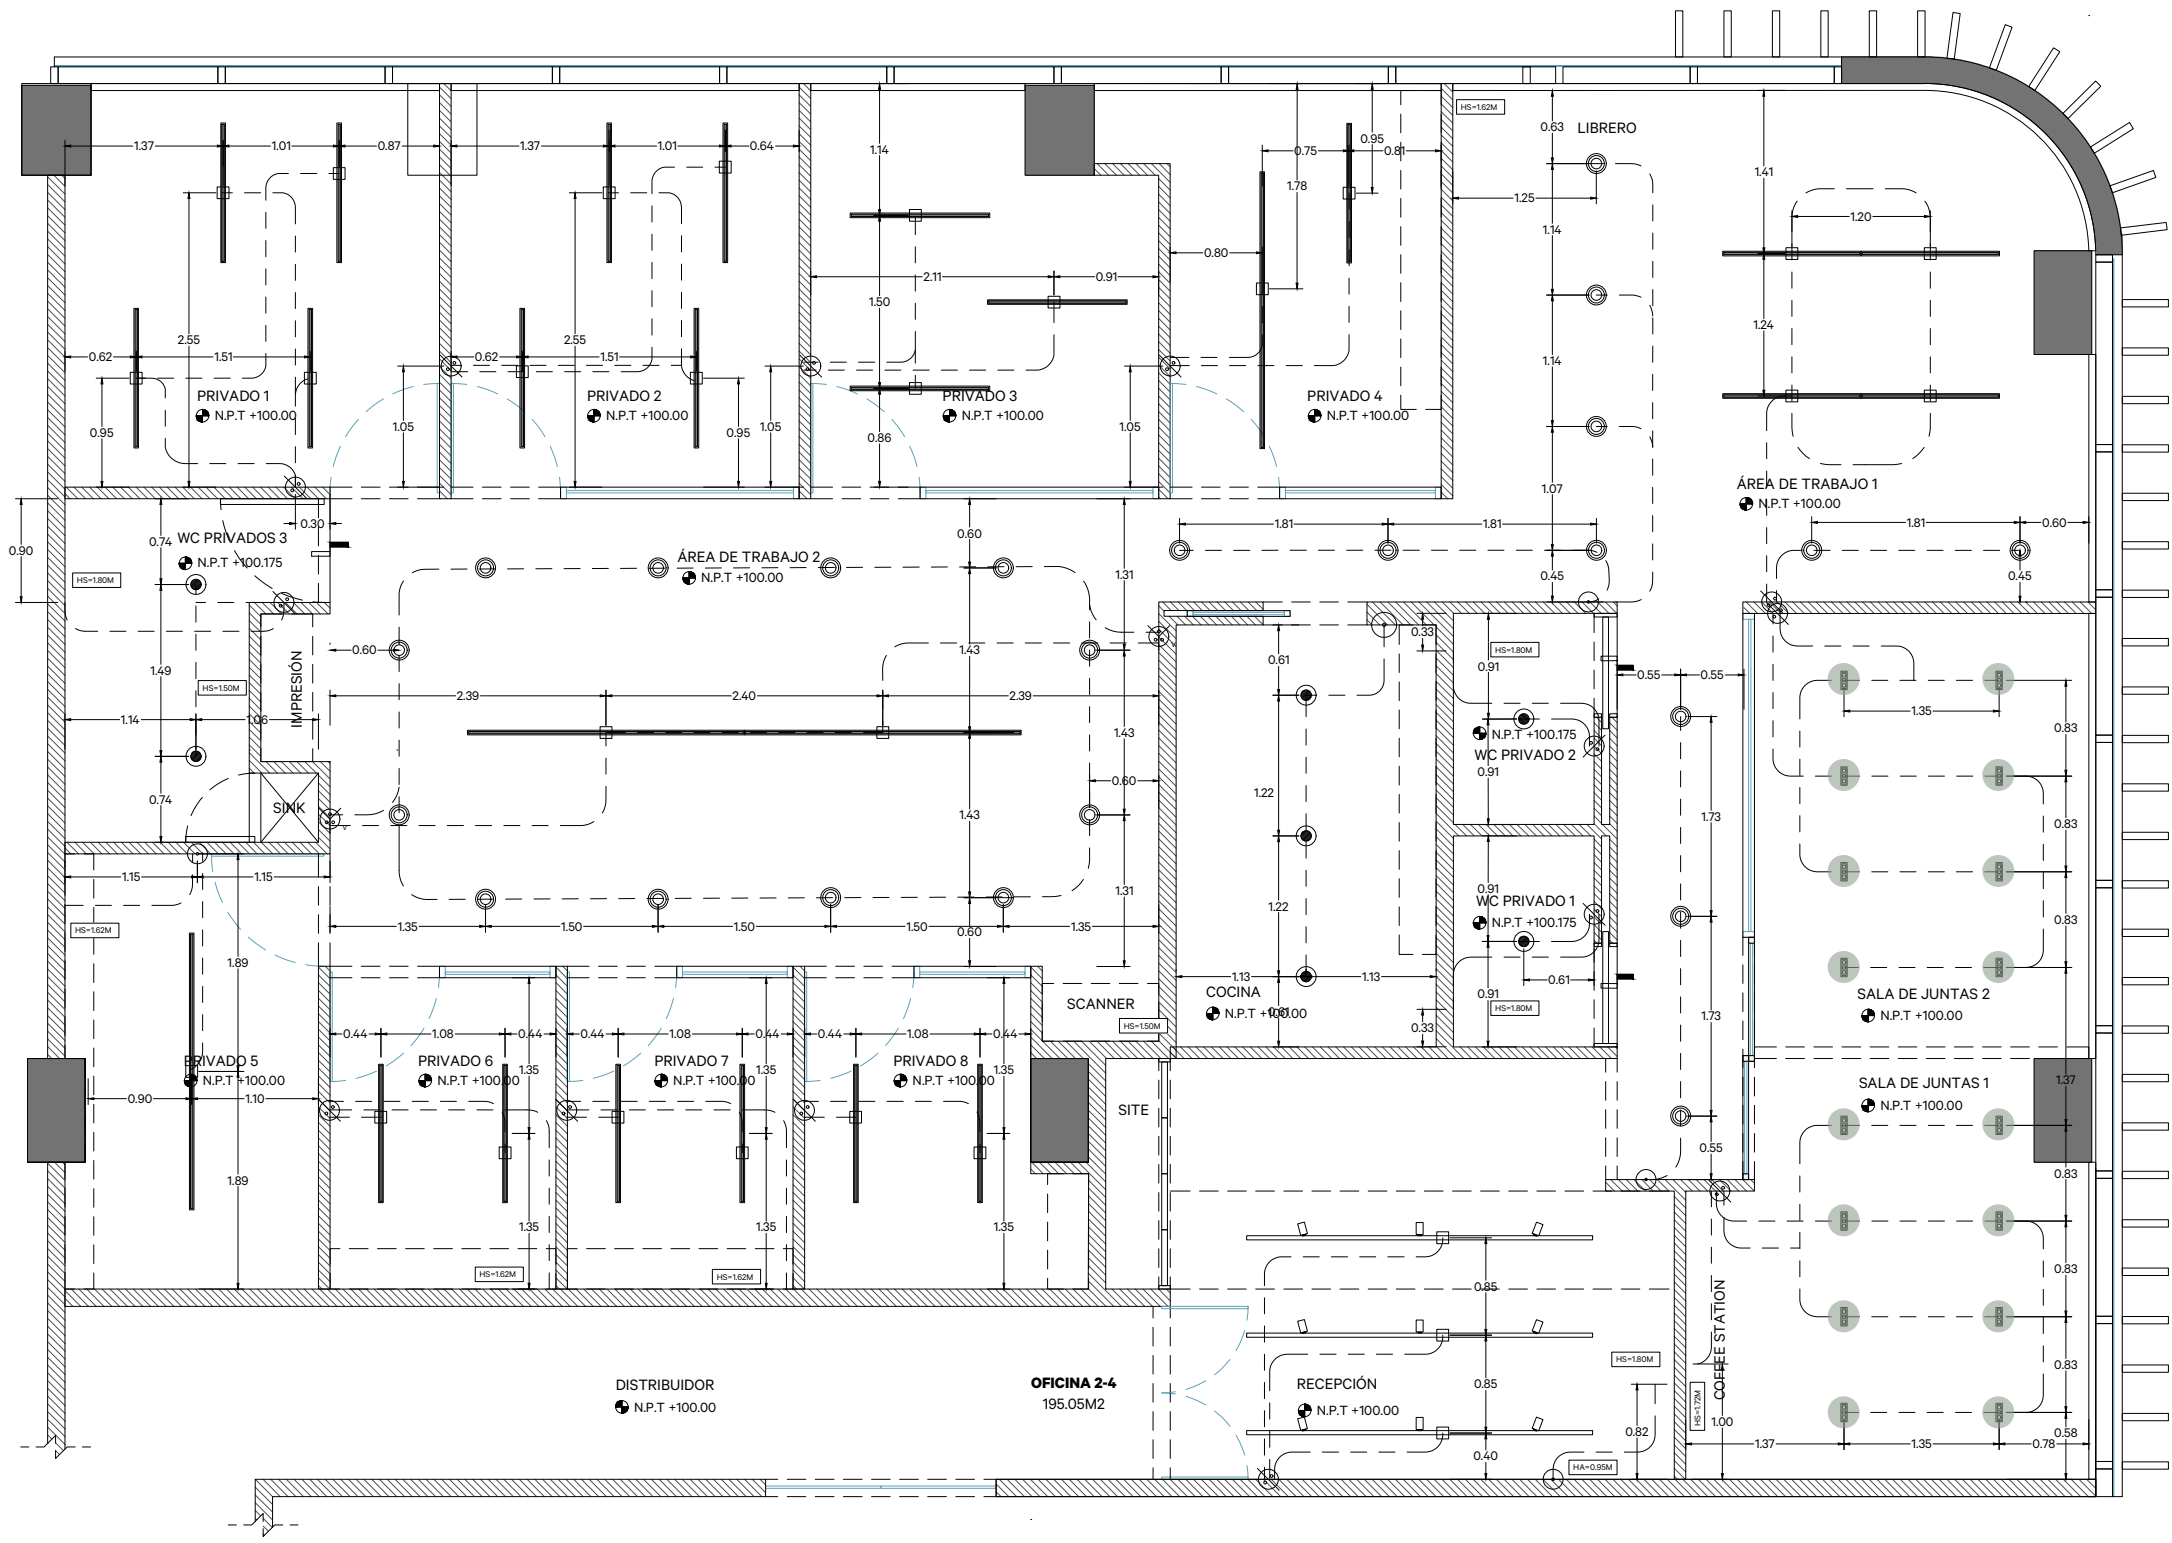 HS=1.62M
0.63
LIBRERO
1.37
1.01
0.87
1.37
1.01
0.64
1.14
0.95
0.75
0.81
1.41
1.78
1.25
1.20
1.14
0.80
2.11
0.91
1.50
1.24
2.55
2.55
0.62
1.51
0.62
1.51
1.14
PRIVADO 1
N.P.T +100.00
PRIVADO 2
N.P.T +100.00
PRIVADO 3
N.P.T +100.00
PRIVADO 4
N.P.T +100.00
0.95
1.05
0.95
1.05
0.86
1.05
ÁREA DE TRABAJO 1
N.P.T +100.00
1.07
0.30
1.81
1.81
1.81
0.60
0.74
WC PRIVADOS 3
N.P.T +100.175
0.60
0.90
ÁREA DE TRABAJO 2
N.P.T +100.00
1.31
0.45
0.45
HS=1.80M
0.33
0.60
1.43
HS=1.80M
0.61
0.91
1.49
IMPRESIÓN
HS=1.50M
2.39
2.40
2.39
0.55
0.55
1.14
1.06
1.35
0.83
N.P.T +100.175
WC PRIVADO 2
1.43
0.91
0.60
0.74
SINK
1.22
1.43
1.73
0.83
1.15
1.15
0.91
WC PRIVADO 1
N.P.T +100.175
1.31
1.22
0.83
HS=1.62M
1.35
1.50
1.50
1.50
1.35
0.60
1.89
1.13
1.13
0.61
COCINA
N.P.T +100.00
0.61
0.91
HS=1.80M
0.33
SALA DE JUNTAS 2
N.P.T +100.00
SCANNER
HS=1.50M
1.73
0.44
1.08
0.44
0.44
1.08
0.44
0.44
1.08
0.44
PRIVADO 5
N.P.T +100.00
PRIVADO 6
N.P.T +100.00
PRIVADO 7
N.P.T +100.00
PRIVADO 8
N.P.T +100.00
1.35
1.35
1.35
1.37
SALA DE JUNTAS 1
N.P.T +100.00
0.90
1.10
SITE
0.55
0.83
1.89
1.35
1.35
1.35
HS=1.62M
HS=1.62M
0.85
0.83
COFFEE STATION
HS=1.80M
0.83
DISTRIBUIDOR
N.P.T +100.00
OFICINA 2-4
195.05M2
RECEPCIÓN
N.P.T +100.00
0.85
HS=1.72M
1.00
0.82
0.40
HA=0.95M
1.37
1.35
0.78
0.58